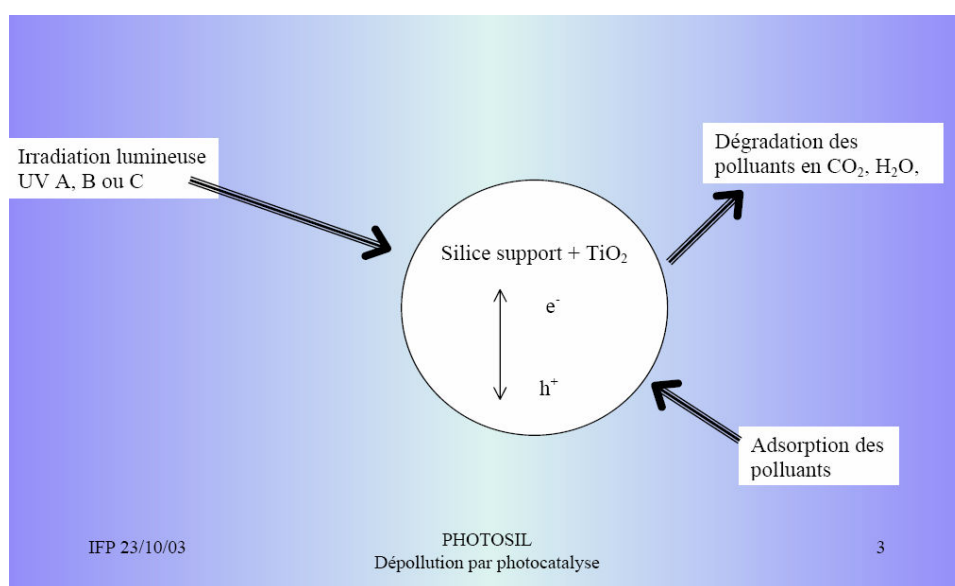 Irradiation lumineuse
UV A, B ou C
Dégradation des
polluants en CO₂, H₂O,
Silice support + TiO₂
e⁻
h⁺
Adsorption des
polluants
IFP 23/10/03
PHOTOSIL
Dépollution par photocatalyse
3